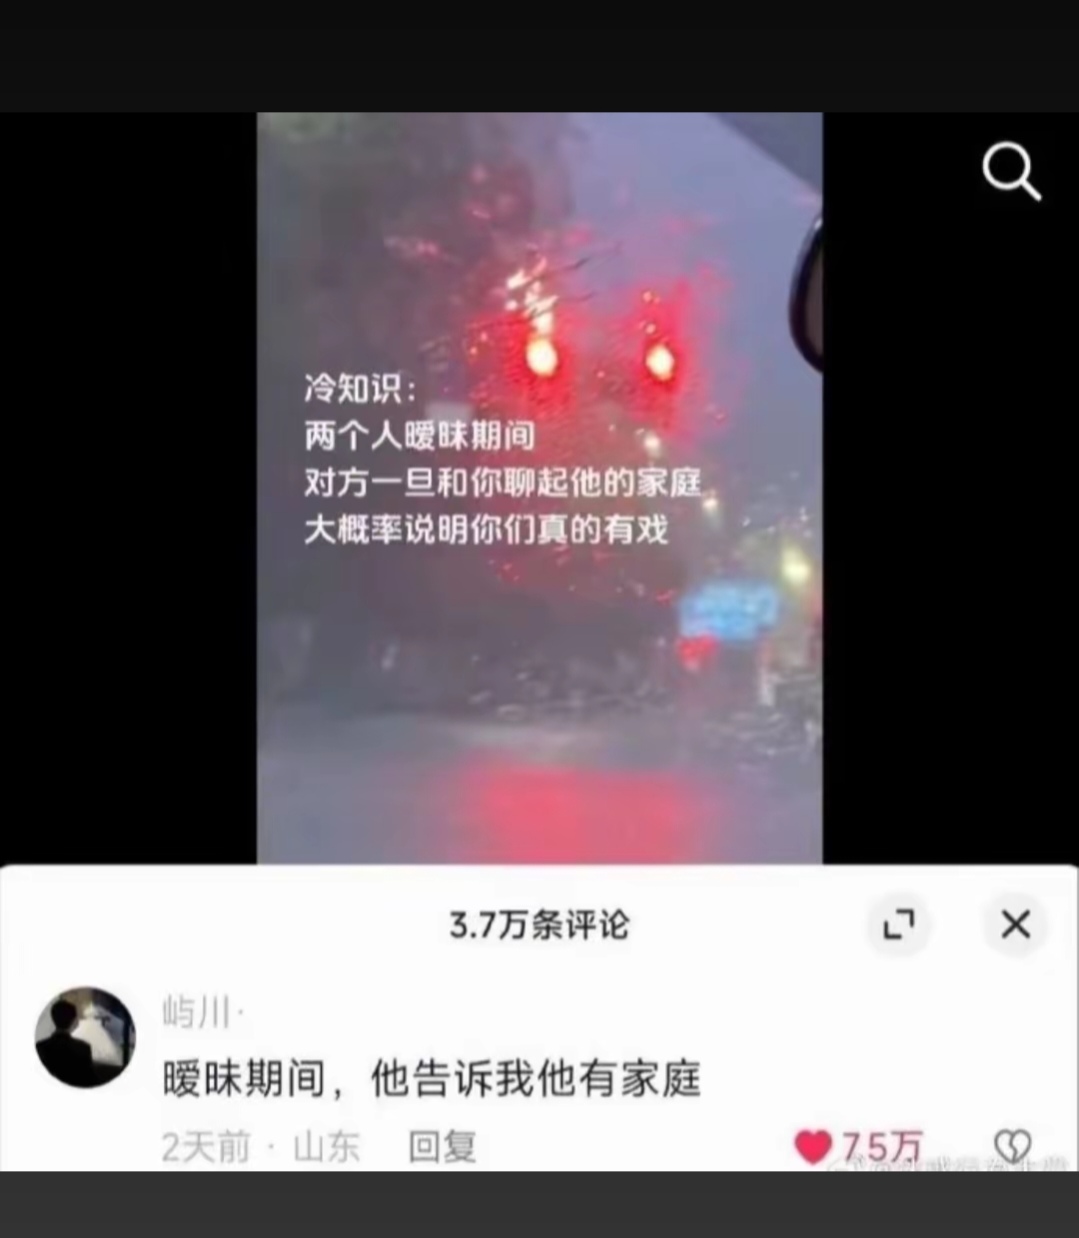 冷知识：
两个人暧昧期间
对方一旦和你聊起他的家庭
大概率说明你们真的有戏
3.7万条评论
屿川·
暧昧期间，他告诉我他有家庭
2天前 · 山东 回复 7.5万